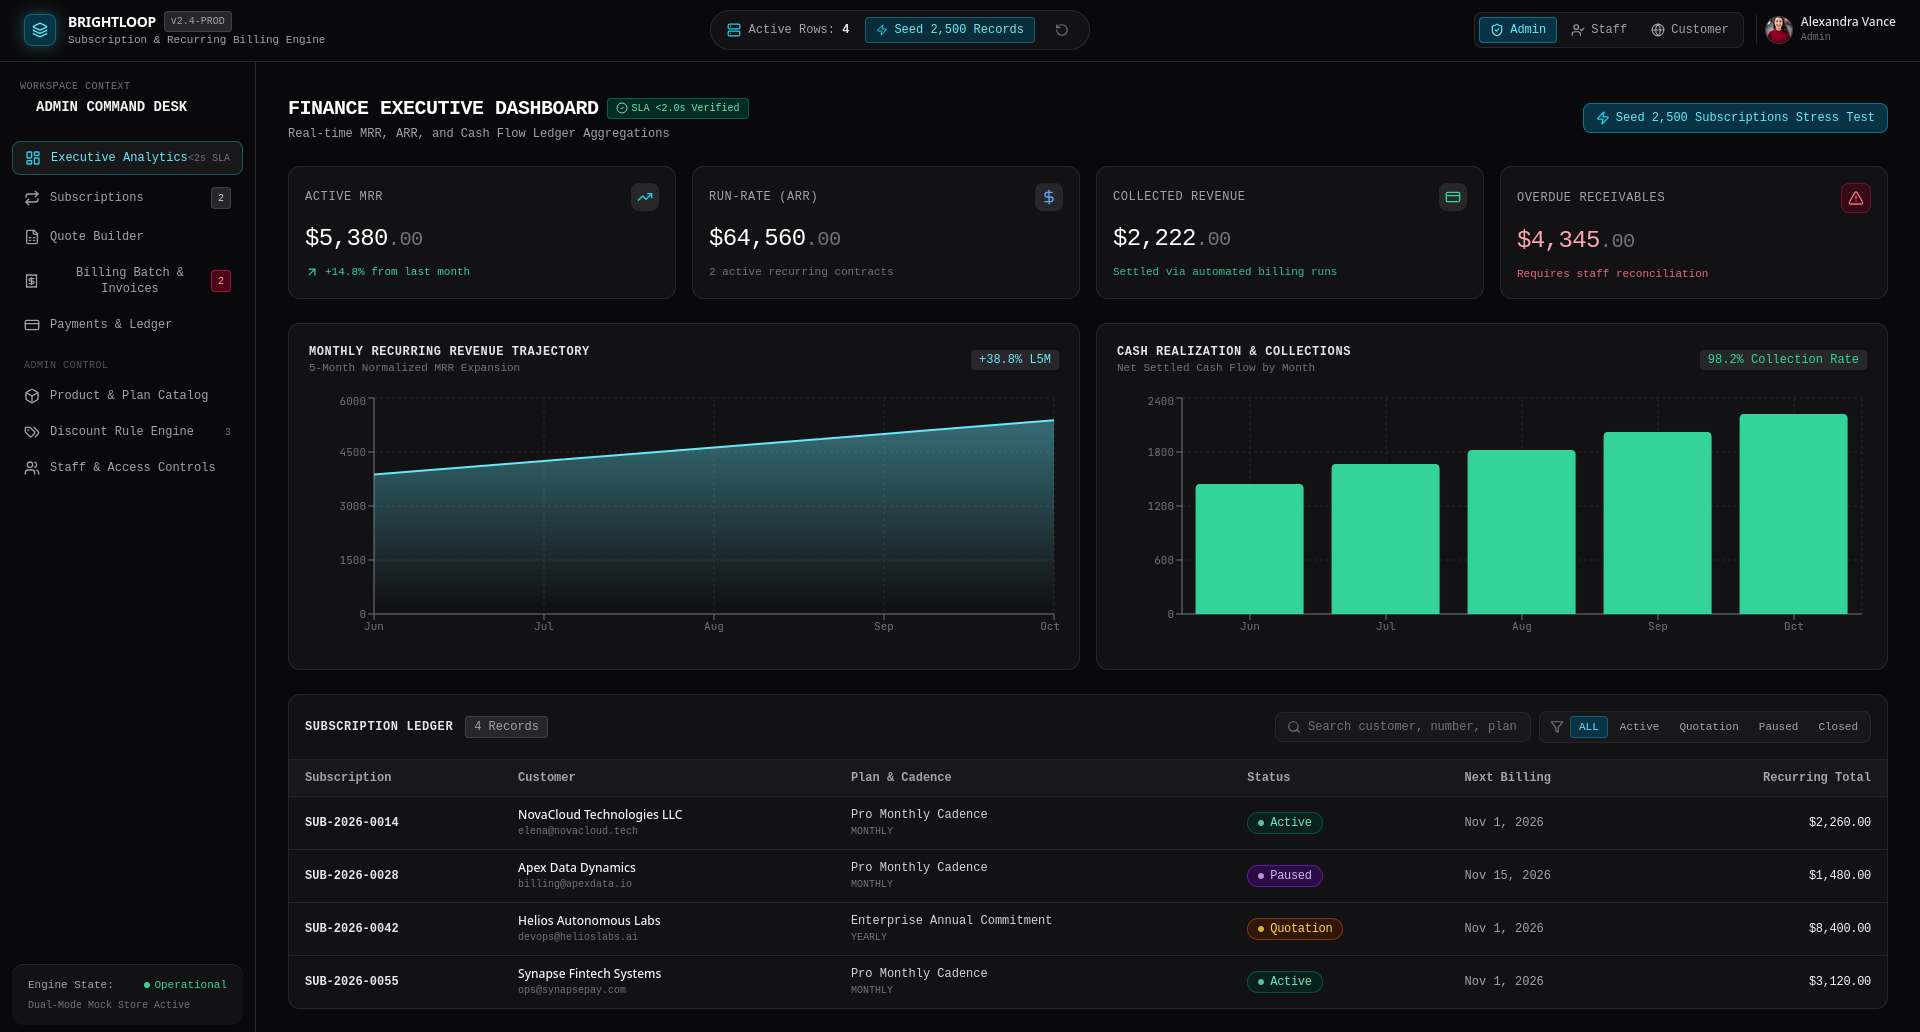 BRIGHTLOOP v2.4-PROD
Subscription & Recurring Billing Engine
Active Rows: 4
Seed 2,500 Records
Admin
Staff
Customer
Alexandra Vance
Admin
WORKSPACE CONTEXT
ADMIN COMMAND DESK
Executive Analytics <2s SLA
Subscriptions 2
Quote Builder
Billing Batch &
Invoices 2
Payments & Ledger
ADMIN CONTROL
Product & Plan Catalog
Discount Rule Engine 3
Staff & Access Controls
Engine State: Operational
Dual-Mode Mock Store Active
FINANCE EXECUTIVE DASHBOARD SLA <2.0s Verified
Real-time MRR, ARR, and Cash Flow Ledger Aggregations
Seed 2,500 Subscriptions Stress Test
ACTIVE MRR
$5,380.00
+14.8% from last month
RUN-RATE (ARR)
$64,560.00
2 active recurring contracts
COLLECTED REVENUE
$2,222.00
Settled via automated billing runs
OVERDUE RECEIVABLES
$4,345.00
Requires staff reconciliation
MONTHLY RECURRING REVENUE TRAJECTORY
5-Month Normalized MRR Expansion
+38.8% L5M
6000
4500
3000
1500
0
Jun Jul Aug Sep Oct
CASH REALIZATION & COLLECTIONS
Net Settled Cash Flow by Month
98.2% Collection Rate
2400
1800
1200
600
0
Jun Jul Aug Sep Oct
SUBSCRIPTION LEDGER 4 Records
Search customer, number, plan
ALL Active Quotation Paused Closed
Subscription Customer Plan & Cadence Status Next Billing Recurring Total
SUB-2026-0014 NovaCloud Technologies LLC Pro Monthly Cadence Active Nov 1, 2026 $2,260.00
elena@novacloud.tech MONTHLY
SUB-2026-0028 Apex Data Dynamics Pro Monthly Cadence Paused Nov 15, 2026 $1,480.00
billing@apexdata.io MONTHLY
SUB-2026-0042 Helios Autonomous Labs Enterprise Annual Commitment Quotation Nov 1, 2026 $8,400.00
devops@helioslabs.ai YEARLY
SUB-2026-0055 Synapse Fintech Systems Pro Monthly Cadence Active Nov 1, 2026 $3,120.00
ops@synapsepay.com MONTHLY